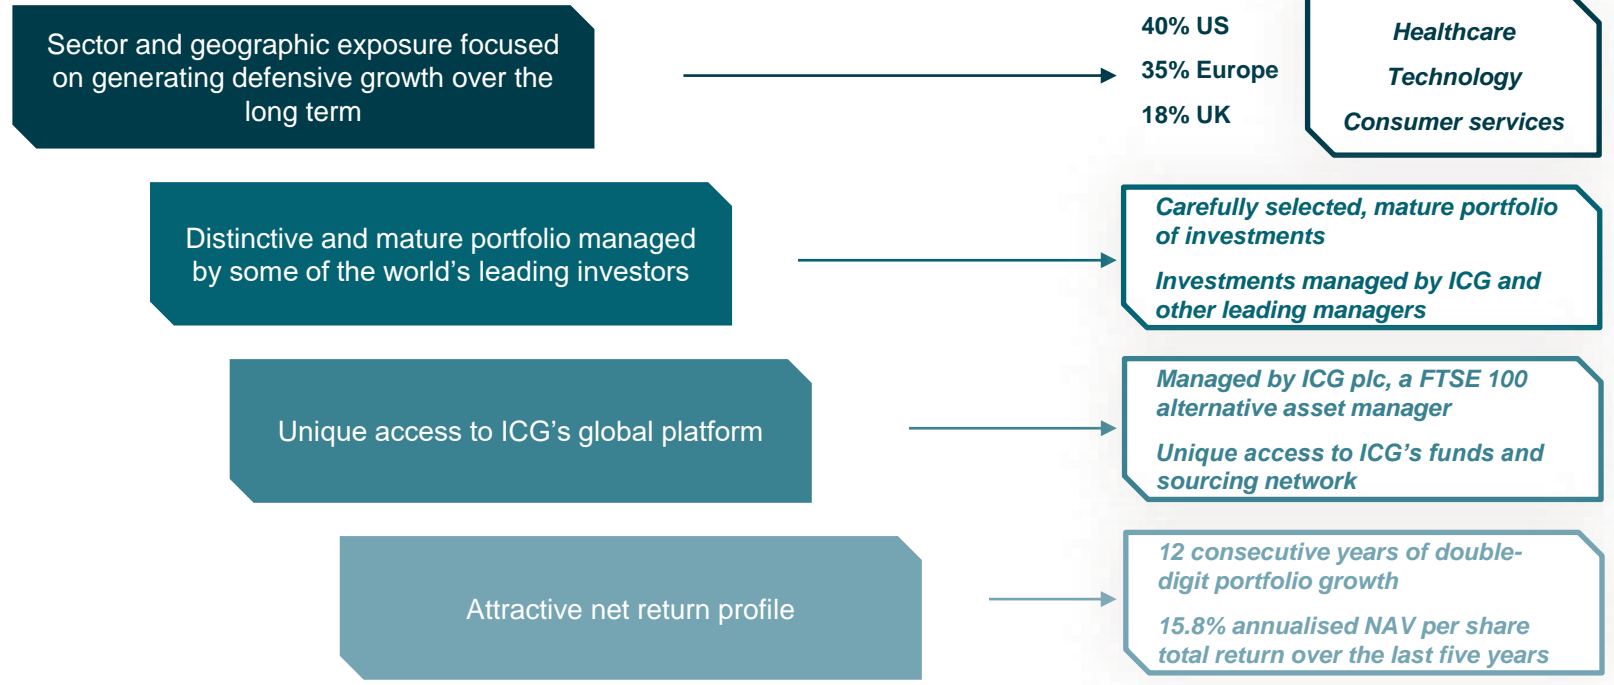 Sector and geographic exposure focused
on generating defensive growth over the
long term
40% US
35% Europe
18% UK
Healthcare
Technology
Consumer services
Distinctive and mature portfolio managed
by some of the world's leading investors
Carefully selected, mature portfolio
of investments
Investments managed by ICG and
other leading managers
Unique access to ICG's global platform
Managed by ICG plc, a FTSE 100
alternative asset manager
Unique access to ICG's funds and
sourcing network
Attractive net return profile
12 consecutive years of double-
digit portfolio growth
15.8% annualised NAV per share
total return over the last five years